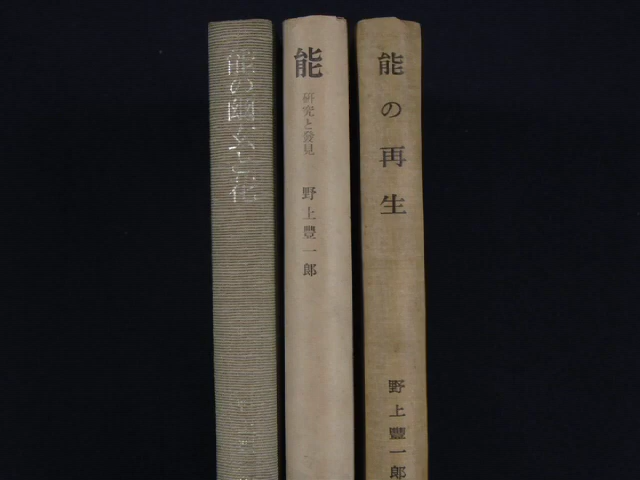 能の幽玄と花
能
研究と發見
野上豐一郎
能の再生
野上豐一郎